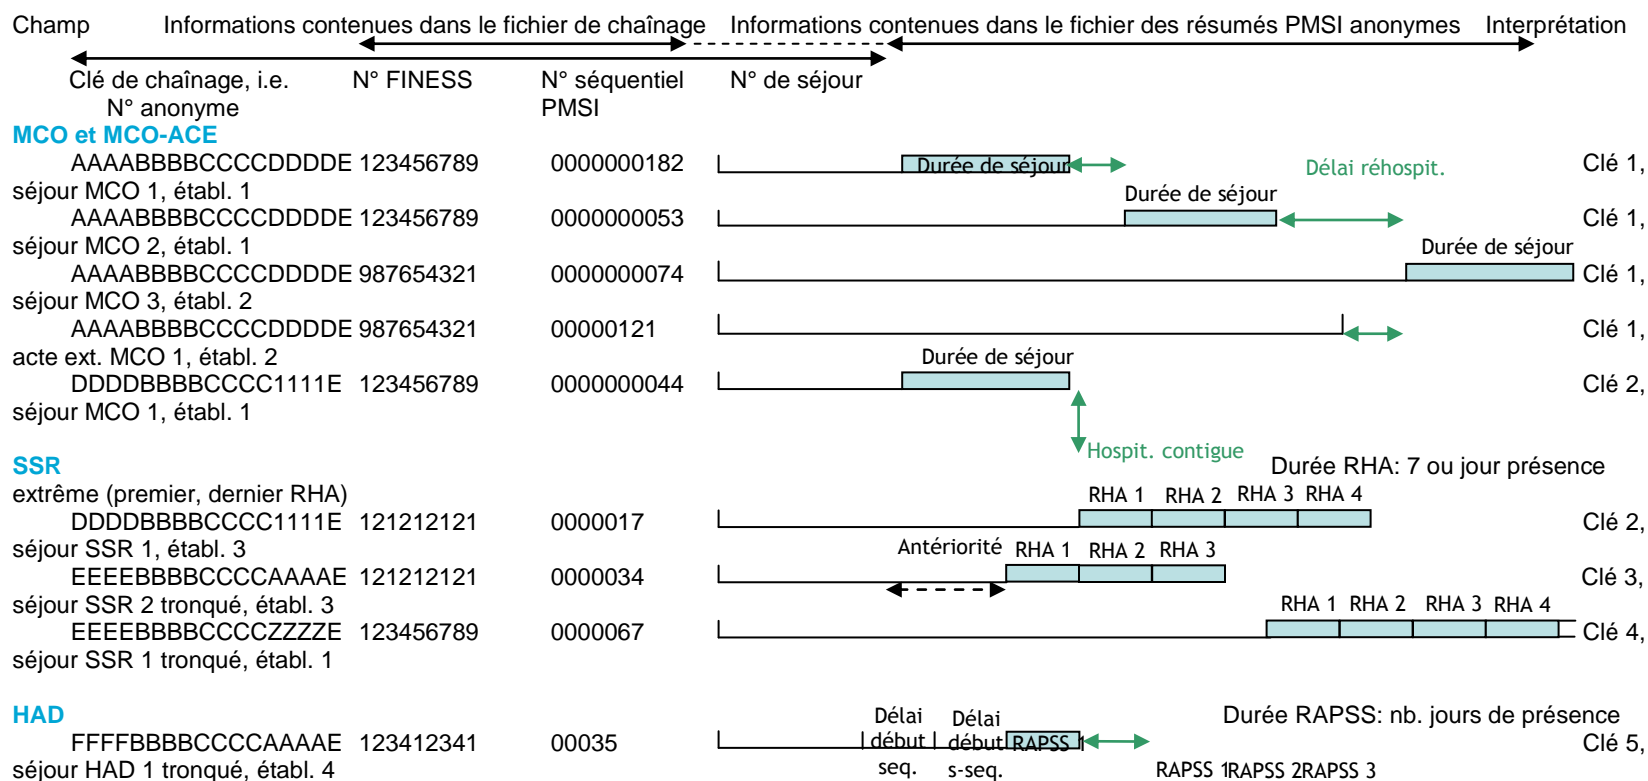 Champ Informations contenues dans le fichier de chaînage Informations contenues dans le fichier des résumés PMSI anonymes Interprétation
Clé de chaînage, i.e. N° FINESS N° séquentiel N° de séjour
N° anonyme PMSI
MCO et MCO-ACE
AAAABBBBCCCCDDDDE 123456789 0000000182 Durée de séjour Délai réhospit. Clé 1,
séjour MCO 1, établ. 1
Durée de séjour
AAAABBBBCCCCDDDDE 123456789 0000000053 Clé 1,
séjour MCO 2, établ. 1
Durée de séjour
AAAABBBBCCCCDDDDE 987654321 0000000074 Clé 1,
séjour MCO 3, établ. 2
AAAABBBBCCCCDDDDE 987654321 00000121 Clé 1,
acte ext. MCO 1, établ. 2
Durée de séjour
DDDDBBBBCCCC1111E 123456789 0000000044 Clé 2,
séjour MCO 1, établ. 1
Hospit. contigue
SSR Durée RHA: 7 ou jour présence
extrême (premier, dernier RHA)
RHA 1 RHA 2 RHA 3 RHA 4
DDDDBBBBCCCC1111E 121212121 0000017 Clé 2,
séjour SSR 1, établ. 3
Antériorité RHA 1 RHA 2 RHA 3
EEEEBBBBCCCCAAAAE 121212121 0000034 Clé 3,
séjour SSR 2 tronqué, établ. 3
RHA 1 RHA 2 RHA 3 RHA 4
EEEEBBBBCCCCZZZZE 123456789 0000067 Clé 4,
séjour SSR 1 tronqué, établ. 1
HAD Délai Délai Durée RAPSS: nb. jours de présence
FFFFBBBBCCCCAAAAE 123412341 00035 début début RAPSS 1 Clé 5,
séjour HAD 1 tronqué, établ. 4 seq. s-seq. RAPSS 1 RAPSS 2 RAPSS 3